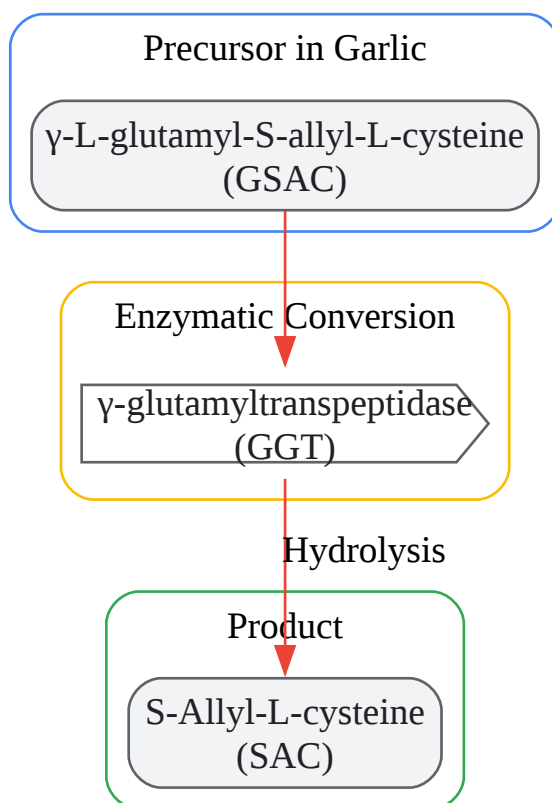 Precursor in Garlic
γ-L-glutamyl-S-allyl-L-cysteine
(GSAC)
Enzymatic Conversion
γ-glutamyltranspeptidase
(GGT)
Hydrolysis
Product
S-Allyl-L-cysteine
(SAC)